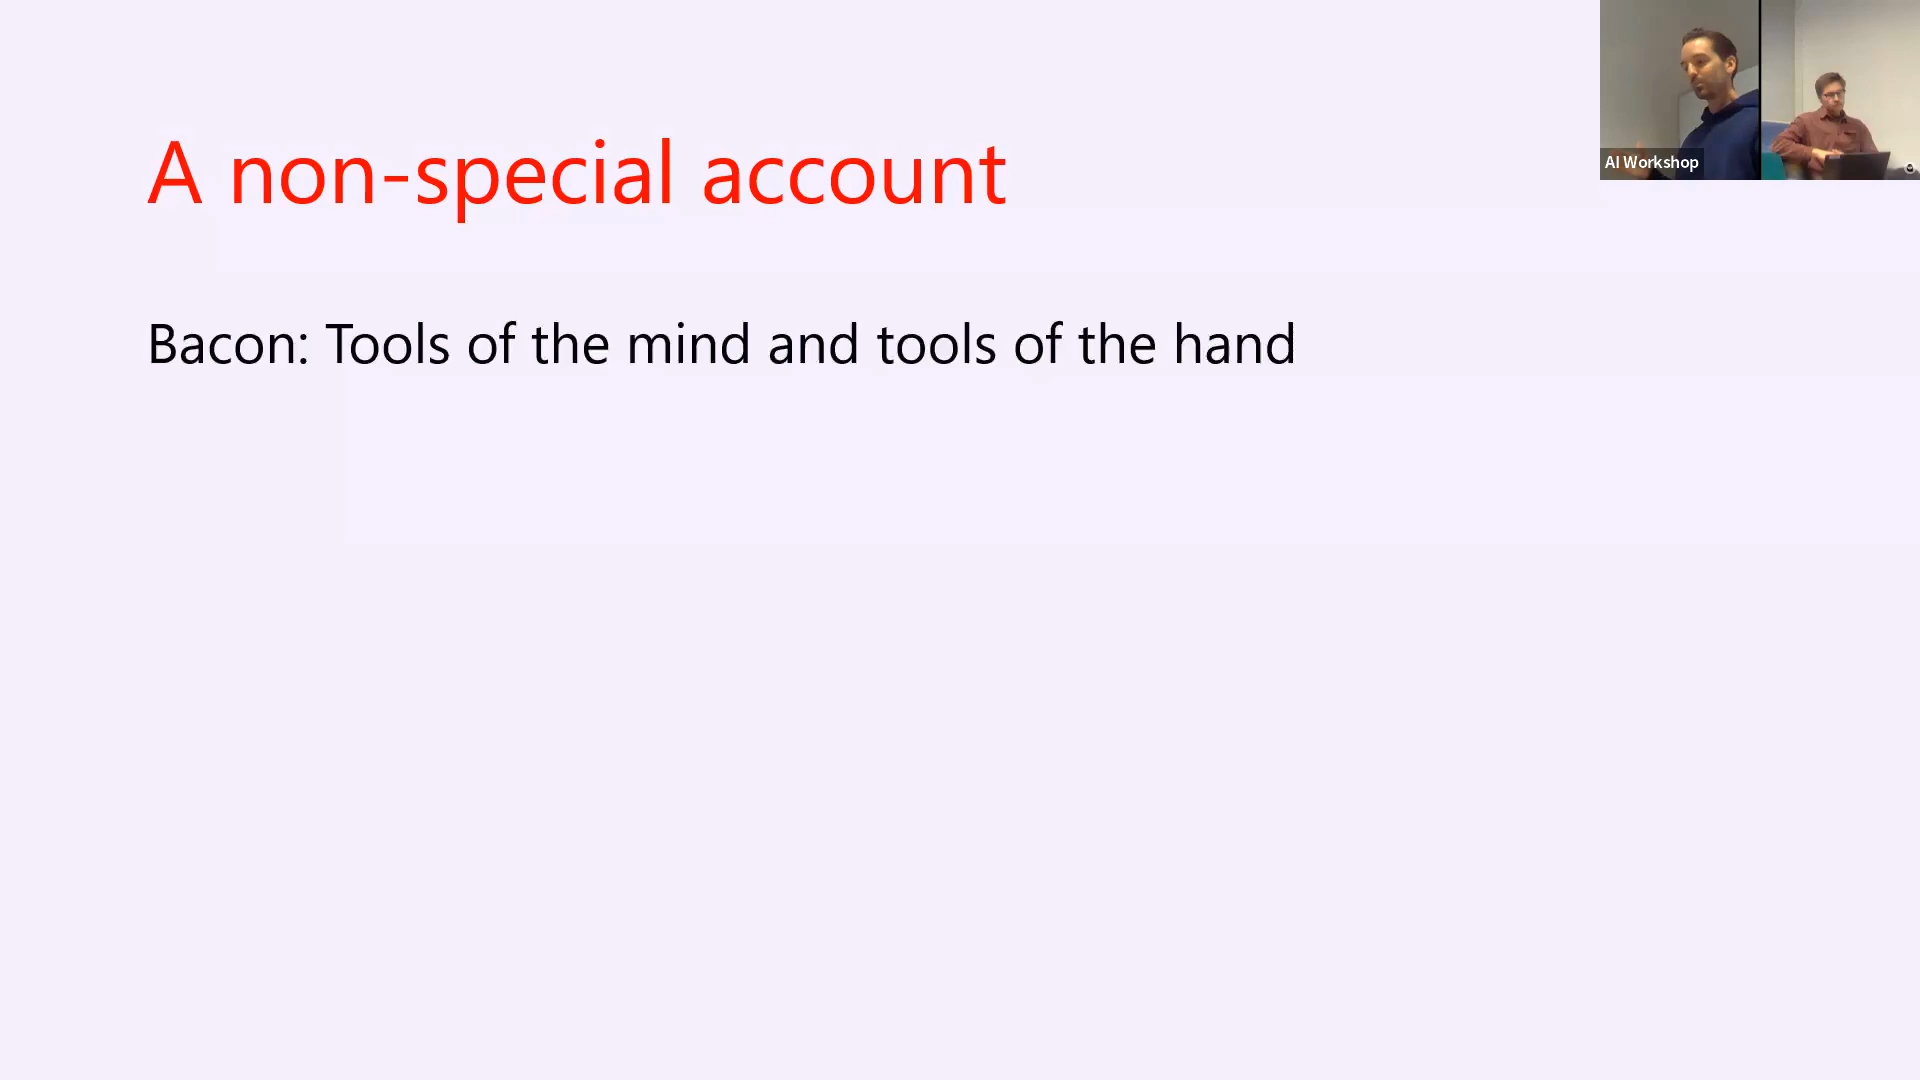 A non-special account
AI Workshop
Bacon: Tools of the mind and tools of the hand